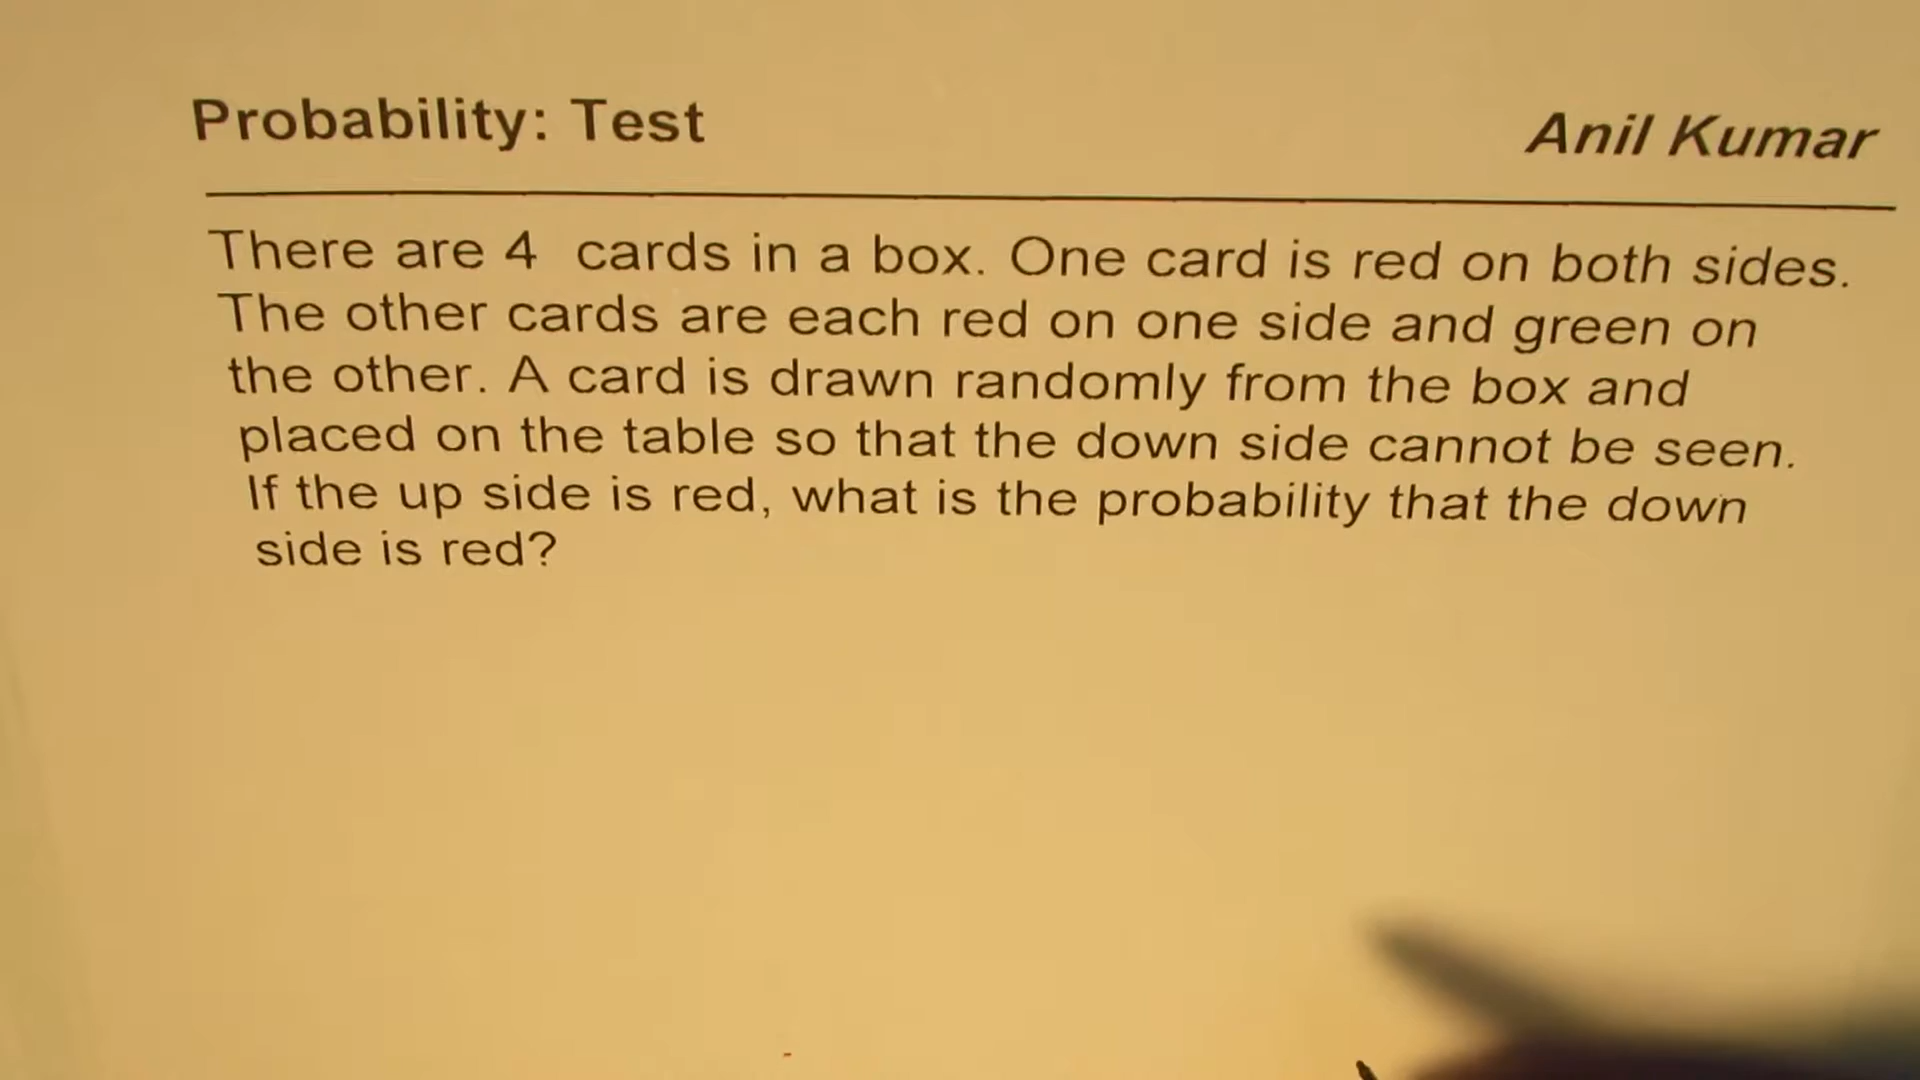 Probability: Test
Anil Kumar
There are 4 cards in a box. One card is red on both sides.
The other cards are each red on one side and green on
the other. A card is drawn randomly from the box and
placed on the table so that the down side cannot be seen.
If the up side is red, what is the probability that the down
side is red?